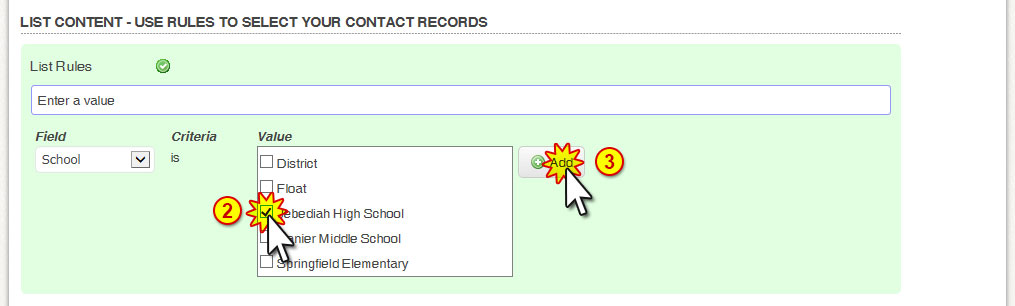 LIST CONTENT - USE RULES TO SELECT YOUR CONTACT RECORDS
List Rules
Enter a value
Field Criteria Value
School is
District
Float
Jebediah High School
Middle School
Springfield Elementary
Add
2
3